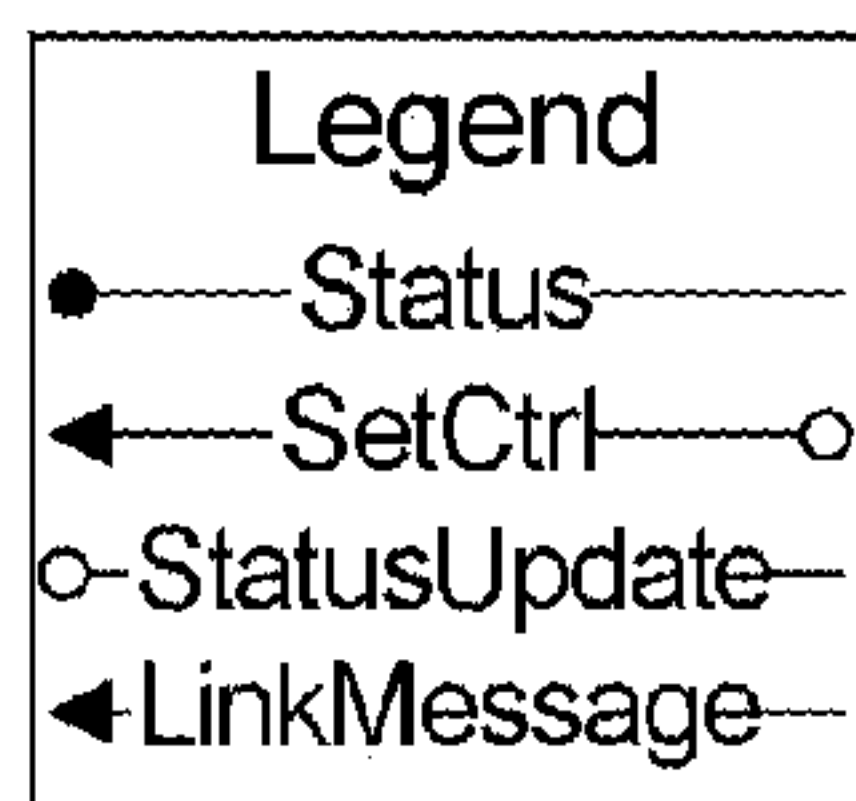 Legend
Status
SetCtrl
StatusUpdate
LinkMessage